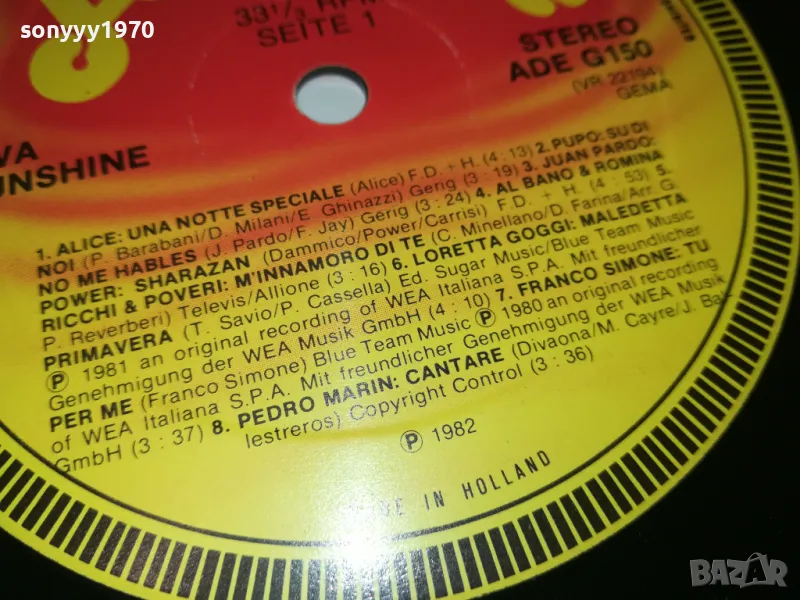 sonyyy1970
33 1/3 RPM
SEITE 1
STEREO
ADE G150
(VR 22194)
GEMA
VA
UNSHINE
1. ALICE: UNA NOTTE SPECIALE (Alice) F.D. + H. (4 : 13) 2. PUPO: SU DI
NOI (P. Barabani/D. Milani/E Ghinazzi) Gerig (3 : 19) 3. JUAN PARDO:
NO ME HABLES (J. Pardo/F. Jay) Gerig (3 : 24) 4. AL BANO & ROMINA
POWER: SHARAZAN (Dammico/Power/Carrisi) F.D. + H. (4 : 53) 5.
RICCHI & POVERI: M'INNAMORO DI TE (C. Minellano/D. Farina/Arr. G.
P. Reverberi) Televis/Allione (3 : 16) 6. LORETTA GOGGI: MALEDETTA
PRIMAVERA (T. Savio/P. Cassella) Ed. Sugar Music/Blue Team Music
Ⓟ 1981 an original recording of WEA Italiana S.P.A. Mit freundlicher
Genehmigung der WEA Musik GmbH (4 : 10) 7. FRANCO SIMONE: TU
PER ME (Franco Simone) Blue Team Music Ⓟ 1980 an original recording
of WEA Italiana S.P.A. Mit freundlicher Genehmigung der WEA Musik
GmbH (3 : 37) 8. PEDRO MARIN: CANTARE (Divaona/M. Cayre/J. Bal-
lestreros) Copyright Control (3 : 36)
Ⓟ 1982
MADE IN HOLLAND
BAZAR